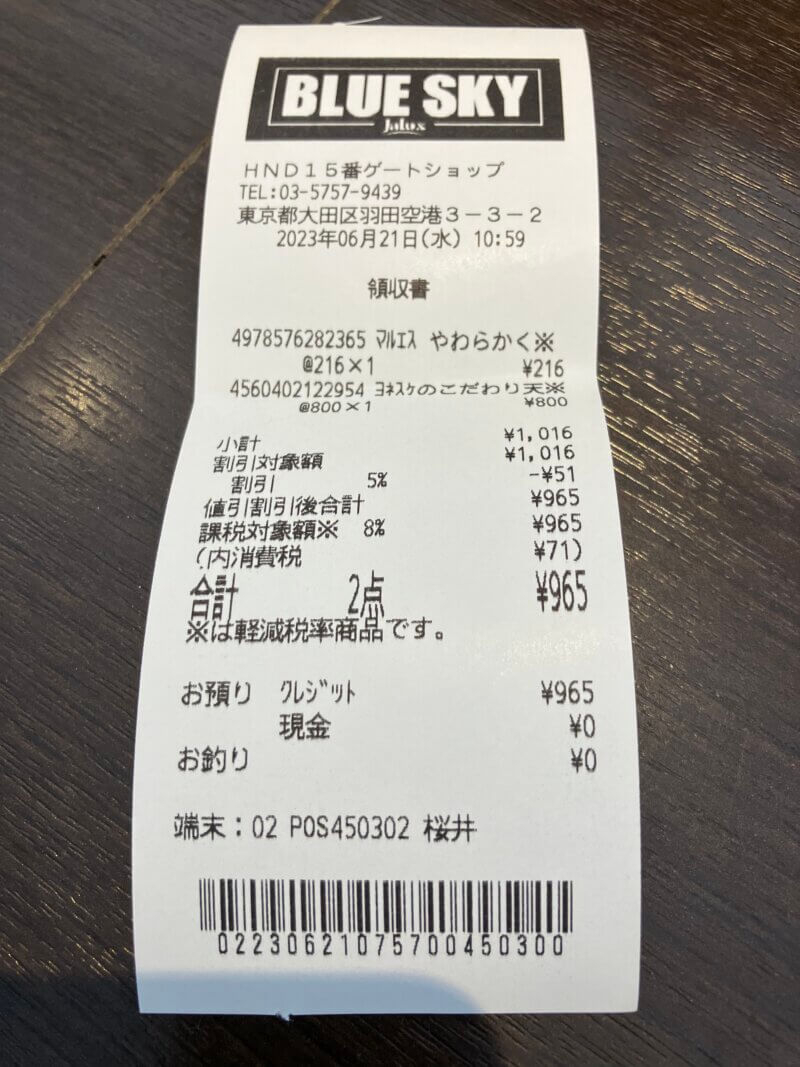 BLUE SKY
Jalux
HND15番ゲートショップ
TEL:03-5757-9439
東京都大田区羽田空港3-3-2
2023年06月21日(水) 10:59
領収書
4978576282365 ﾏﾙｴｽ やわらかく※
@216×1 ¥216
4560402122954 ﾖﾈｽｹのこだわり天※
@800×1 ¥800
小計 ¥1,016
割引対象額 ¥1,016
割引 5% -¥51
値引割引後合計 ¥965
課税対象額※ 8% ¥965
(内消費税 ¥71)
合計 2点 ¥965
※は軽減税率商品です。
お預り ｸﾚｼﾞｯﾄ ¥965
現金 ¥0
お釣り ¥0
端末：02 POS450302 桜井
02230621075700450300